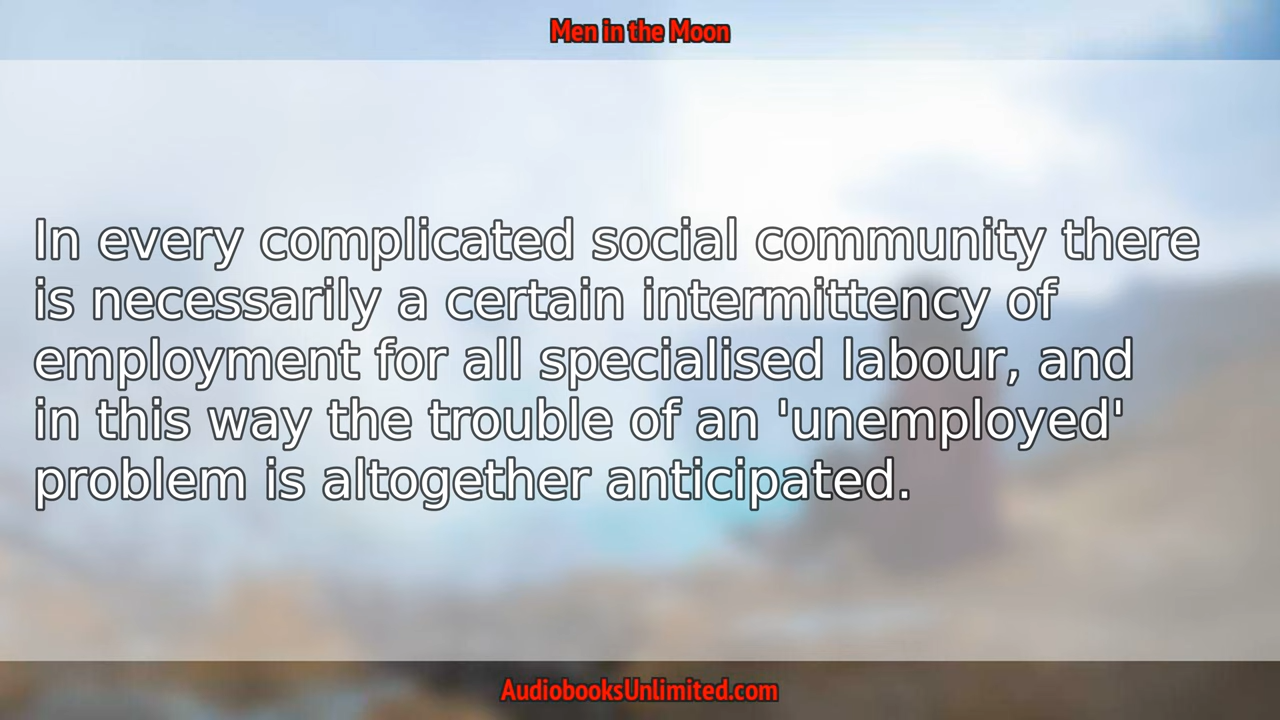 Men in the Moon
In every complicated social community there
is necessarily a certain intermittency of
employment for all specialised labour, and
in this way the trouble of an 'unemployed'
problem is altogether anticipated.
AudiobooksUnlimited.com